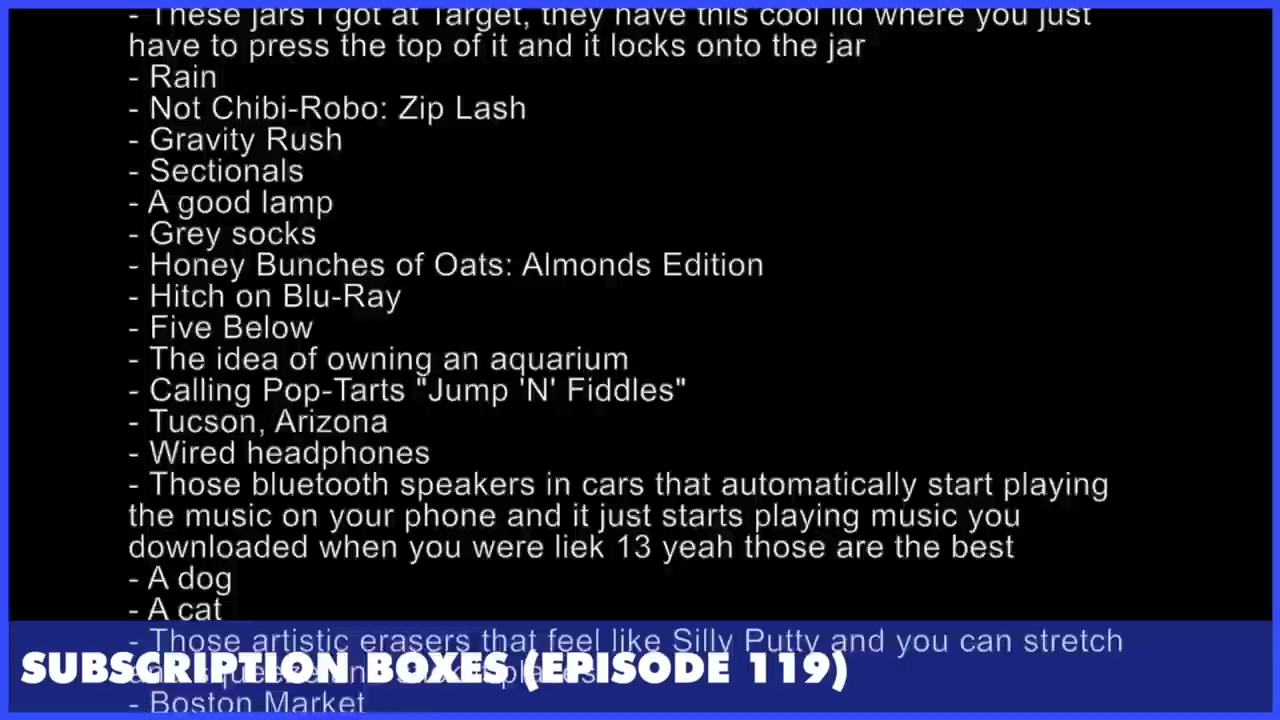 - These jars I got at Target, they have this cool lid where you just
have to press the top of it and it locks onto the jar
- Rain
- Not Chibi-Robo: Zip Lash
- Gravity Rush
- Sectionals
- A good lamp
- Grey socks
- Honey Bunches of Oats: Almonds Edition
- Hitch on Blu-Ray
- Five Below
- The idea of owning an aquarium
- Calling Pop-Tarts "Jump 'N' Fiddles"
- Tucson, Arizona
- Wired headphones
- Those bluetooth speakers in cars that automatically start playing
the music on your phone and it just starts playing music you
downloaded when you were liek 13 yeah those are the best
- A dog
- A cat
- Those artistic erasers that feel like Silly Putty and you can stretch
SUBSCRIPTION BOXES (EPISODE 119)
- Boston Market